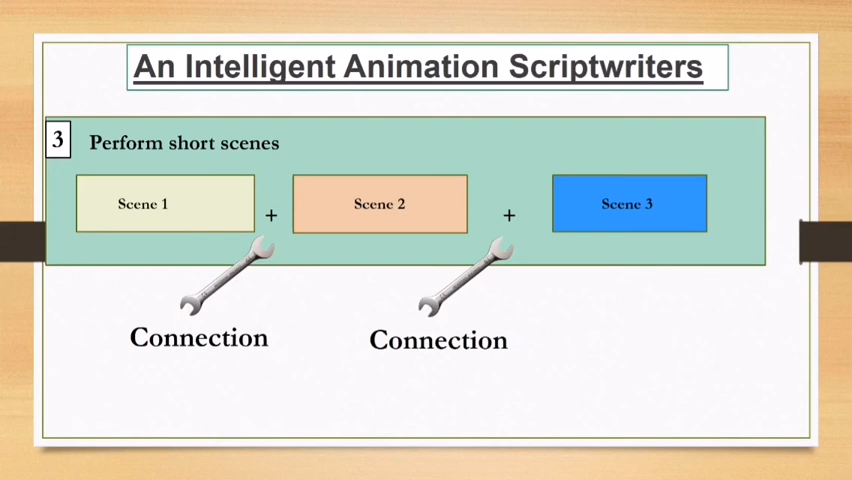 An Intelligent Animation Scriptwriters
3 Perform short scenes
Scene 1 + Scene 2 + Scene 3
Connection Connection